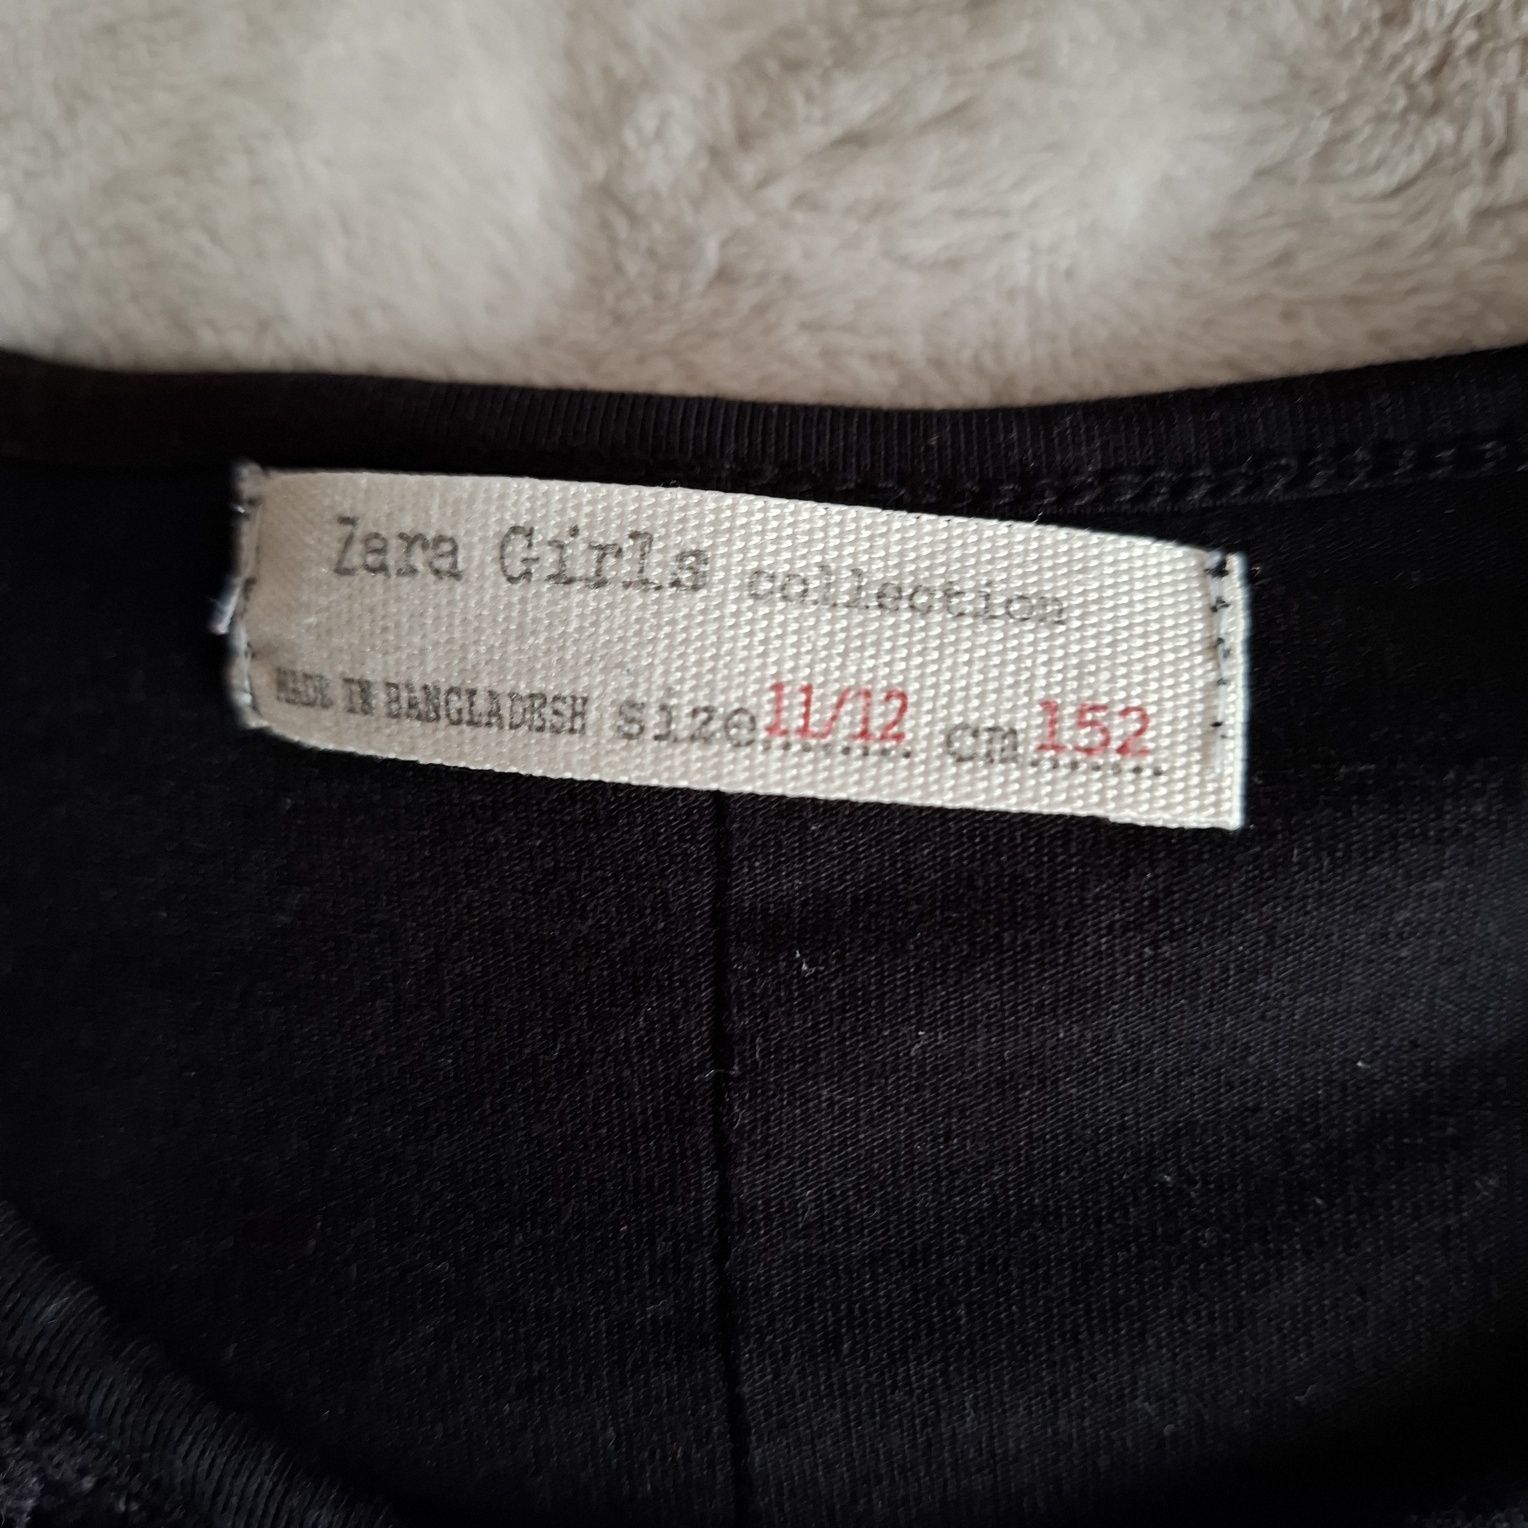 Zara Girls collection
MADE IN BANGLADESH size 11/12 cm 152